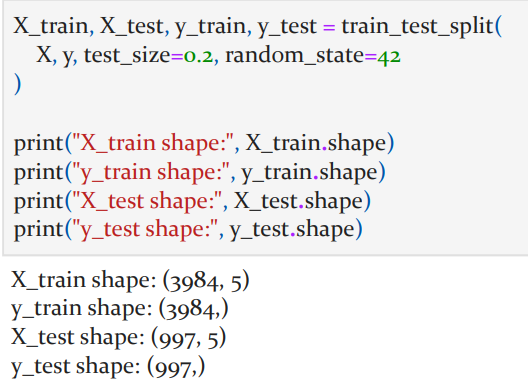 X_train, X_test, y_train, y_test = train_test_split(
    X, y, test_size=0.2, random_state=42
)
print("X_train shape:", X_train.shape)
print("y_train shape:", y_train.shape)
print("X_test shape:", X_test.shape)
print("y_test shape:", y_test.shape)
X_train shape: (3984, 5)
y_train shape: (3984,)
X_test shape: (997, 5)
y_test shape: (997,)